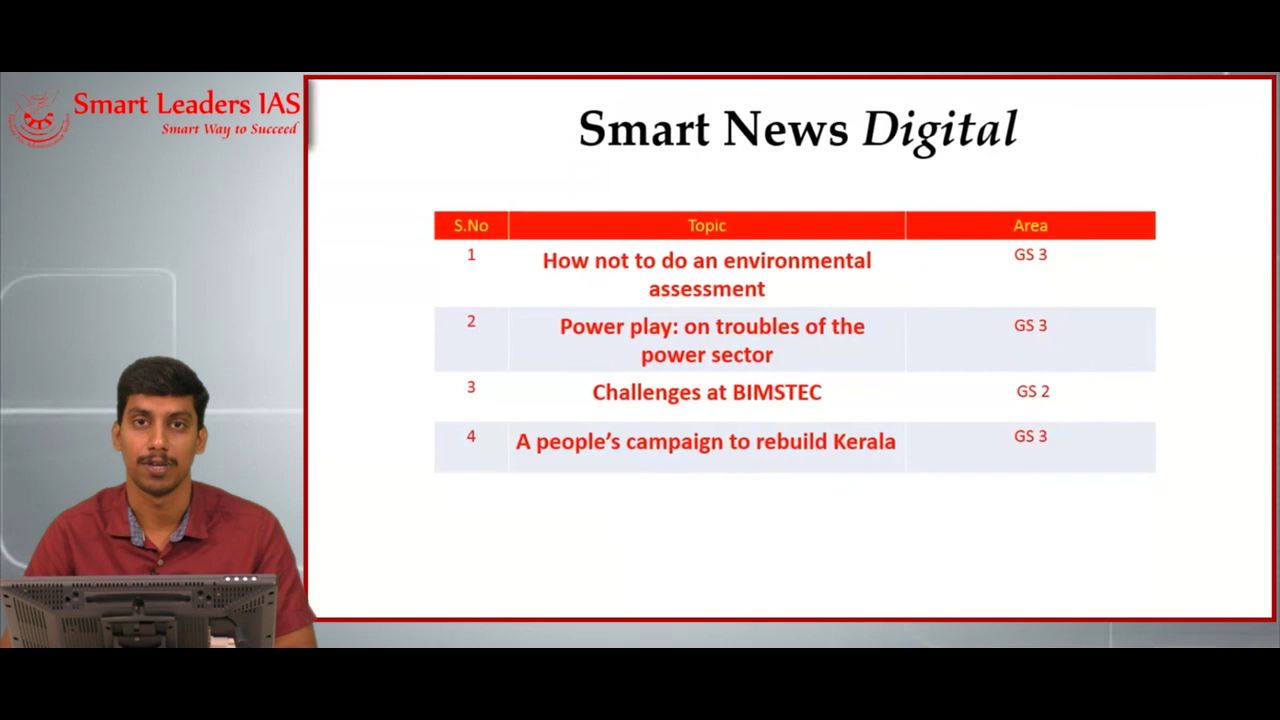 Smart Leaders IAS
Smart Way to Succeed
Smart News Digital
S.No Topic Area
1 How not to do an environmental assessment GS 3
2 Power play: on troubles of the power sector GS 3
3 Challenges at BIMSTEC GS 2
4 A people’s campaign to rebuild Kerala GS 3